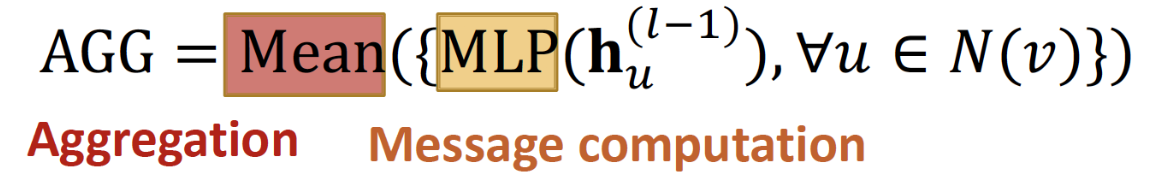 AGG = Mean({MLP(𝐡_u^(l−1)), ∀u ∈ N(v)})
Aggregation Message computation